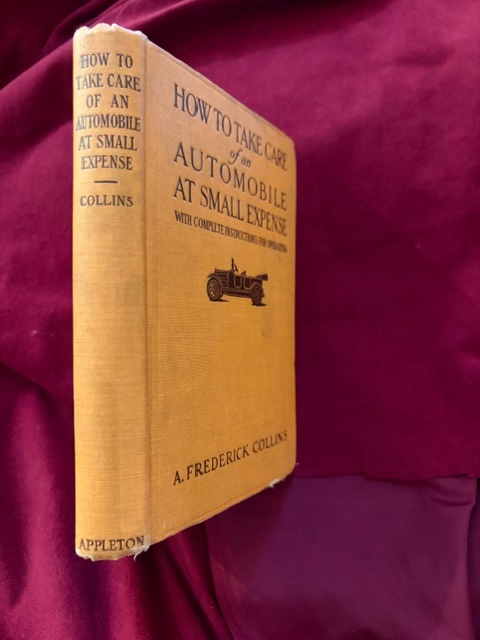 HOW TO
TAKE CARE
OF AN
AUTOMOBILE
AT SMALL
EXPENSE
COLLINS
APPLETON
HOW TO TAKE CARE
of an
AUTOMOBILE
AT SMALL EXPENSE
WITH COMPLETE INSTRUCTIONS FOR OPERATING
A. FREDERICK COLLINS